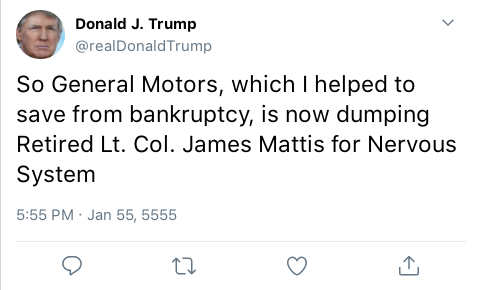 Donald J. Trump
@realDonaldTrump
So General Motors, which I helped to
save from bankruptcy, is now dumping
Retired Lt. Col. James Mattis for Nervous
System
5:55 PM · Jan 55, 5555